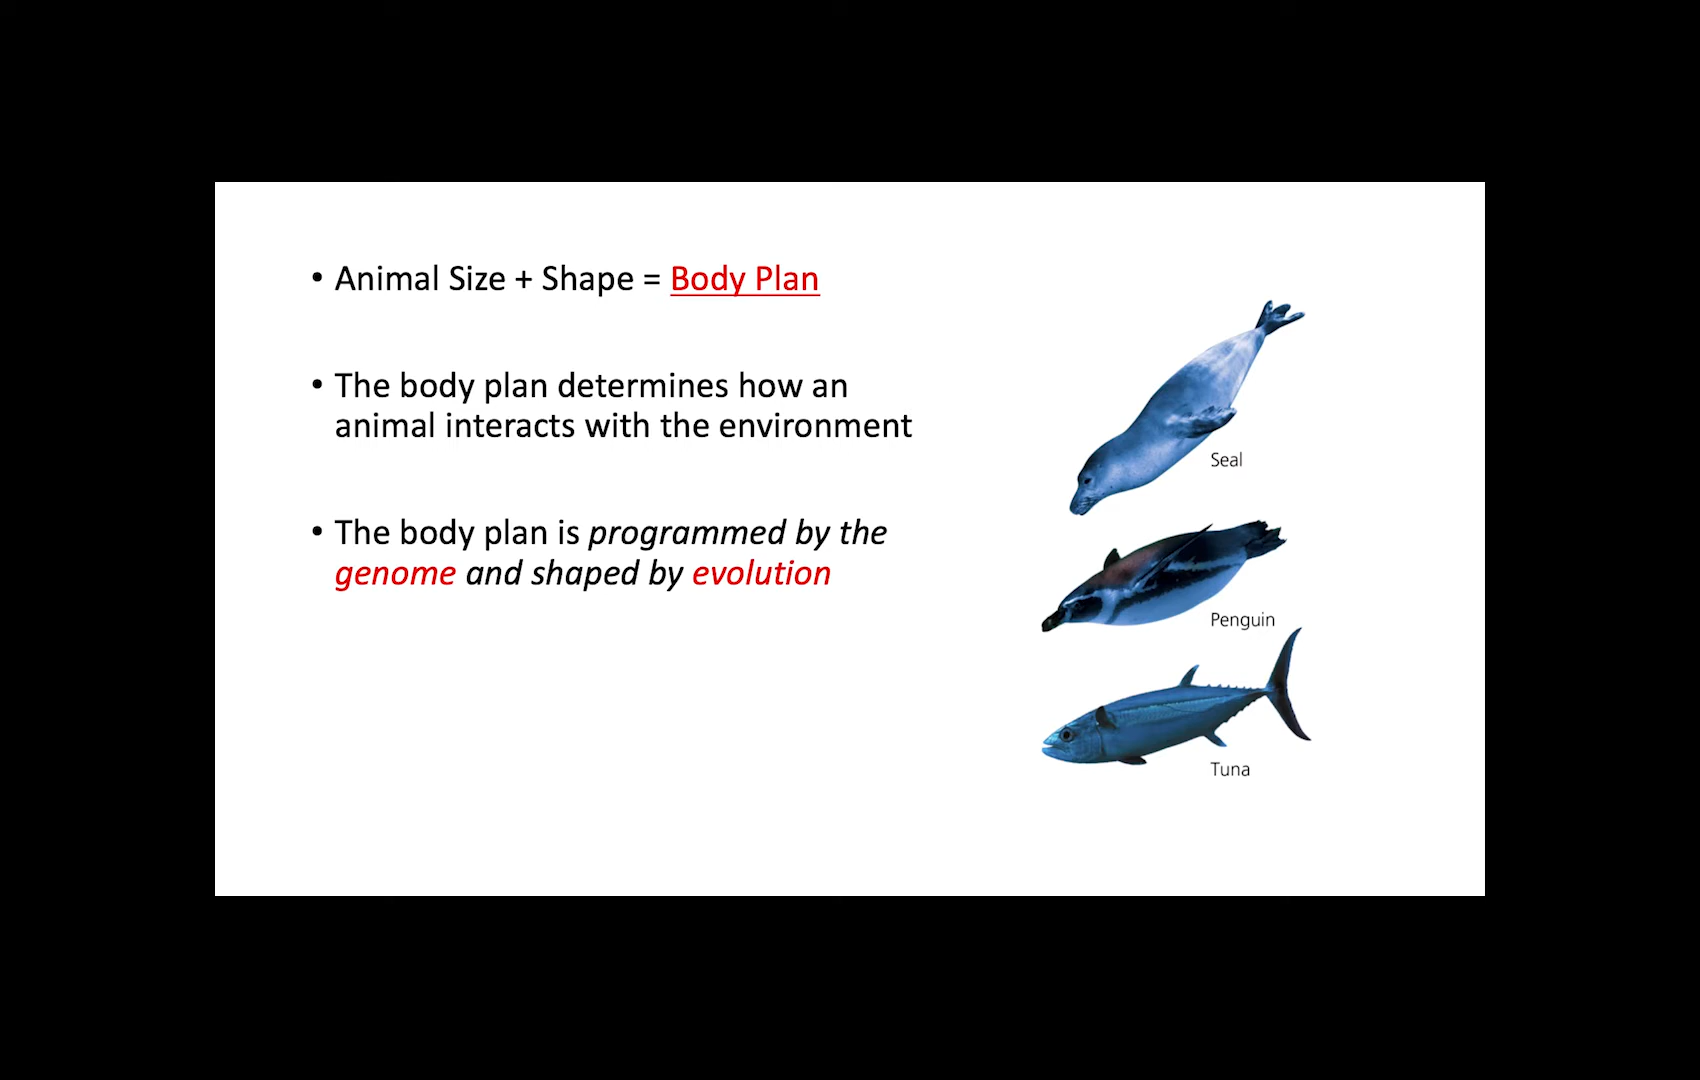 • Animal Size + Shape = Body Plan
• The body plan determines how an
animal interacts with the environment
• The body plan is programmed by the
genome and shaped by evolution
Seal
Penguin
Tuna